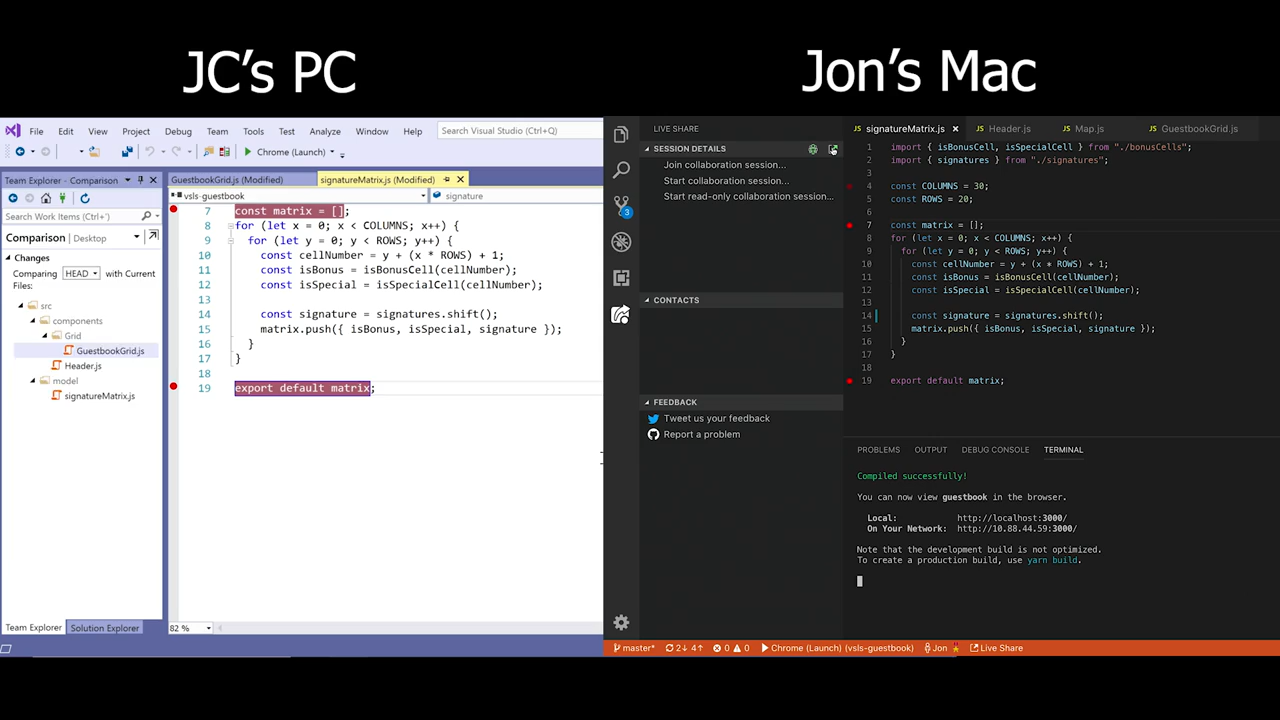 JC's PC
Jon's Mac
File Edit View Project Debug Team Tools Test Analyze Window Help Search Visual Studio (Ctrl+Q)
Chrome (Launch)
Team Explorer - Comparison
Search Work Items (Ctrl+')
Comparison | Desktop
Changes
Comparing HEAD with Current
Files:
src
components
Grid
GuestbookGrid.js
Header.js
model
signatureMatrix.js
Team Explorer Solution Explorer
GuestbookGrid.js (Modified) signatureMatrix.js (Modified)
vsls-guestbook signature
7 const matrix = [];
8 for (let x = 0; x < COLUMNS; x++) {
9 for (let y = 0; y < ROWS; y++) {
10 const cellNumber = y + (x * ROWS) + 1;
11 const isBonus = isBonusCell(cellNumber);
12 const isSpecial = isSpecialCell(cellNumber);
13
14 const signature = signatures.shift();
15 matrix.push({ isBonus, isSpecial, signature });
16 }
17 }
18
19 export default matrix;
82 %
LIVE SHARE
SESSION DETAILS
Join collaboration session...
Start collaboration session...
Start read-only collaboration session...
3
CONTACTS
FEEDBACK
Tweet us your feedback
Report a problem
JS signatureMatrix.js JS Header.js JS Map.js JS GuestbookGrid.js
1 import { isBonusCell, isSpecialCell } from "./bonusCells";
2 import { signatures } from "./signatures";
4 const COLUMNS = 30;
5 const ROWS = 20;
6
7 const matrix = [];
8 for (let x = 0; x < COLUMNS; x++) {
9 for (let y = 0; y < ROWS; y++) {
10 const cellNumber = y + (x * ROWS) + 1;
11 const isBonus = isBonusCell(cellNumber);
12 const isSpecial = isSpecialCell(cellNumber);
13
14 const signature = signatures.shift();
15 matrix.push({ isBonus, isSpecial, signature });
16 }
17 }
18
19 export default matrix;
PROBLEMS OUTPUT DEBUG CONSOLE TERMINAL
Compiled successfully!
You can now view guestbook in the browser.
Local: http://localhost:3000/
On Your Network: http://10.88.44.59:3000/
Note that the development build is not optimized.
To create a production build, use yarn build.
master* 2↓ 4↑ 0 0 Chrome (Launch) (vsls-guestbook) Jon Live Share